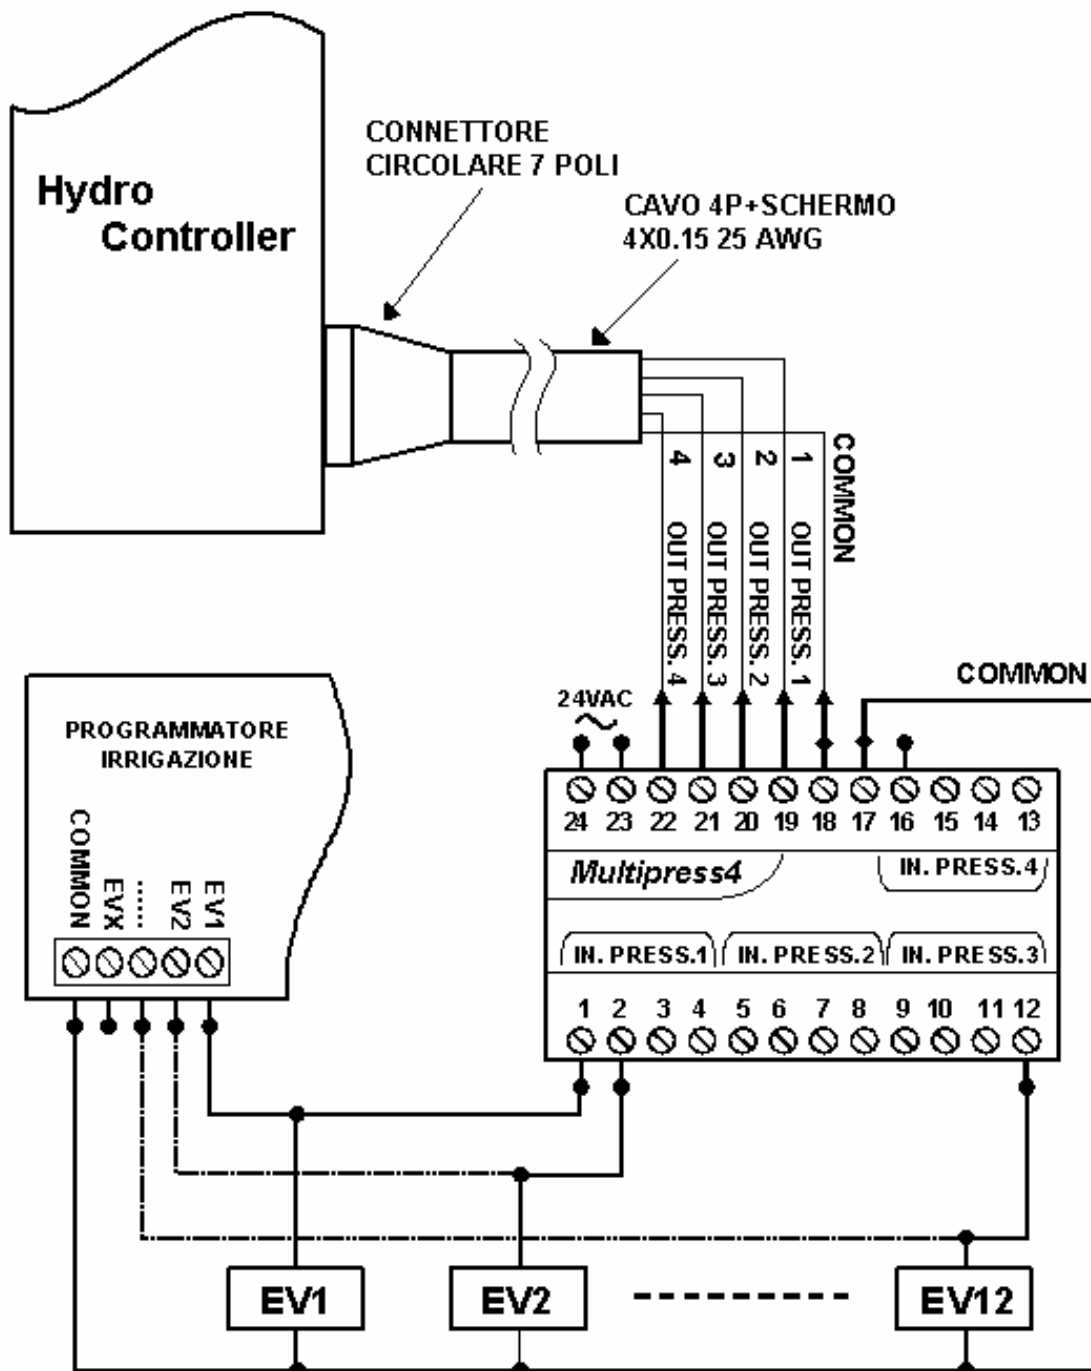 CONNETTORE
CIRCOLARE 7 POLI
Hydro
Controller
CAVO 4P+SCHERMO
4X0.15 25 AWG
4 3 2 1 COMMON
OUT PRESS. 4
OUT PRESS. 3
OUT PRESS. 2
OUT PRESS. 1
COMMON
24VAC
PROGRAMMATORE
IRRIGAZIONE
COMMON
EVX
......
EV2
EV1
24 23 22 21 20 19 18 17 16 15 14 13
Multipress4
IN. PRESS.4
IN. PRESS.1 IN. PRESS.2 IN. PRESS.3
1 2 3 4 5 6 7 8 9 10 11 12
EV1 EV2 EV12